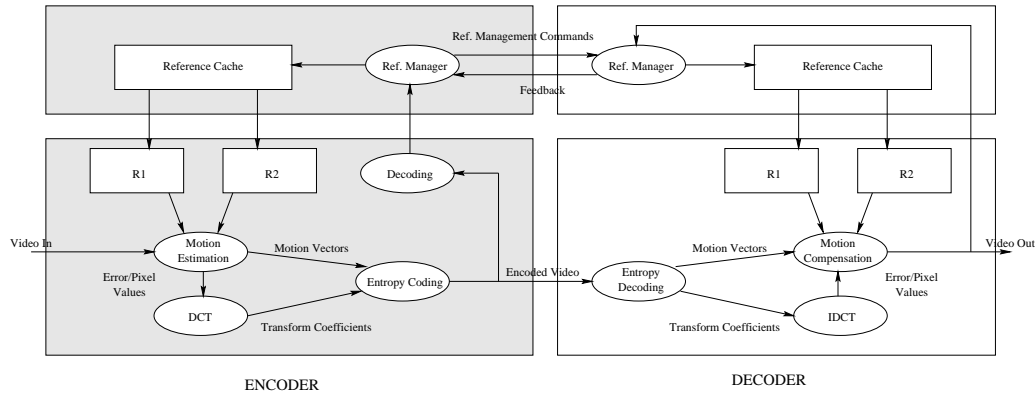 Ref. Management Commands
Reference Cache
Ref. Manager
Ref. Manager
Reference Cache
Feedback
R1
R2
Decoding
R1
R2
Video In
Motion
Estimation
Motion Vectors
Motion Vectors
Motion
Compensation
Video Out
Error/Pixel
Values
Entropy Coding
Encoded Video
Entropy
Decoding
Error/Pixel
Values
DCT
Transform Coefficients
Transform Coefficients
IDCT
ENCODER
DECODER